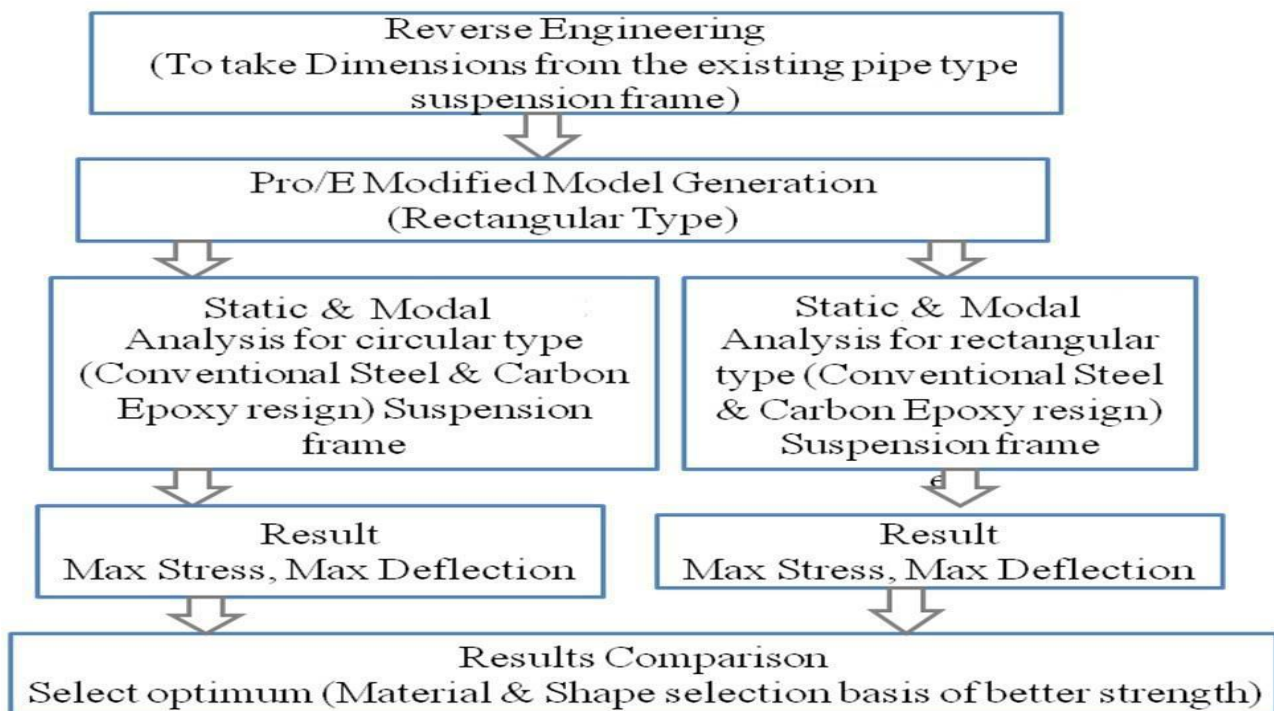 Reverse Engineering
(To take Dimensions from the existing pipe type
suspension frame)
Pro/E Modified Model Generation
(Rectangular Type)
Static & Modal
Analysis for circular type
(Conventional Steel & Carbon
Epoxy resign) Suspension
frame
Static & Modal
Analysis for rectangular
type (Conventional Steel
& Carbon Epoxy resign)
Suspension frame
e
Result
Max Stress, Max Deflection
Result
Max Stress, Max Deflection
Results Comparison
Select optimum (Material & Shape selection basis of better strength)